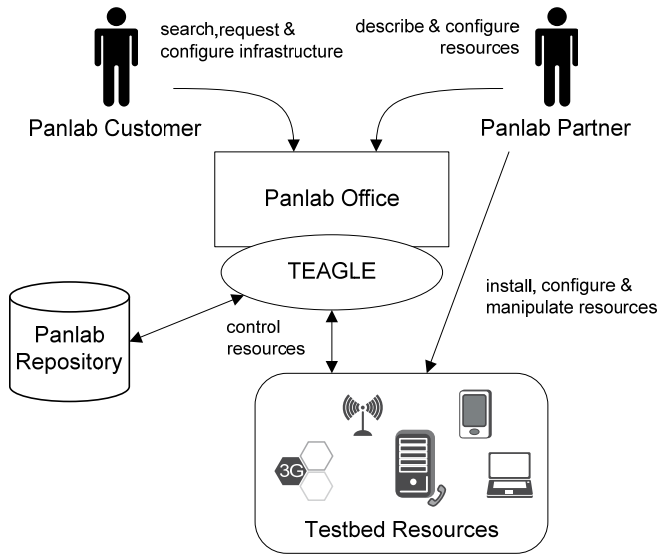 search,request &
configure infrastructure
describe & configure
resources
Panlab Customer
Panlab Partner
Panlab Office
TEAGLE
install, configure &
manipulate resources
control
resources
Panlab
Repository
3G
Testbed Resources